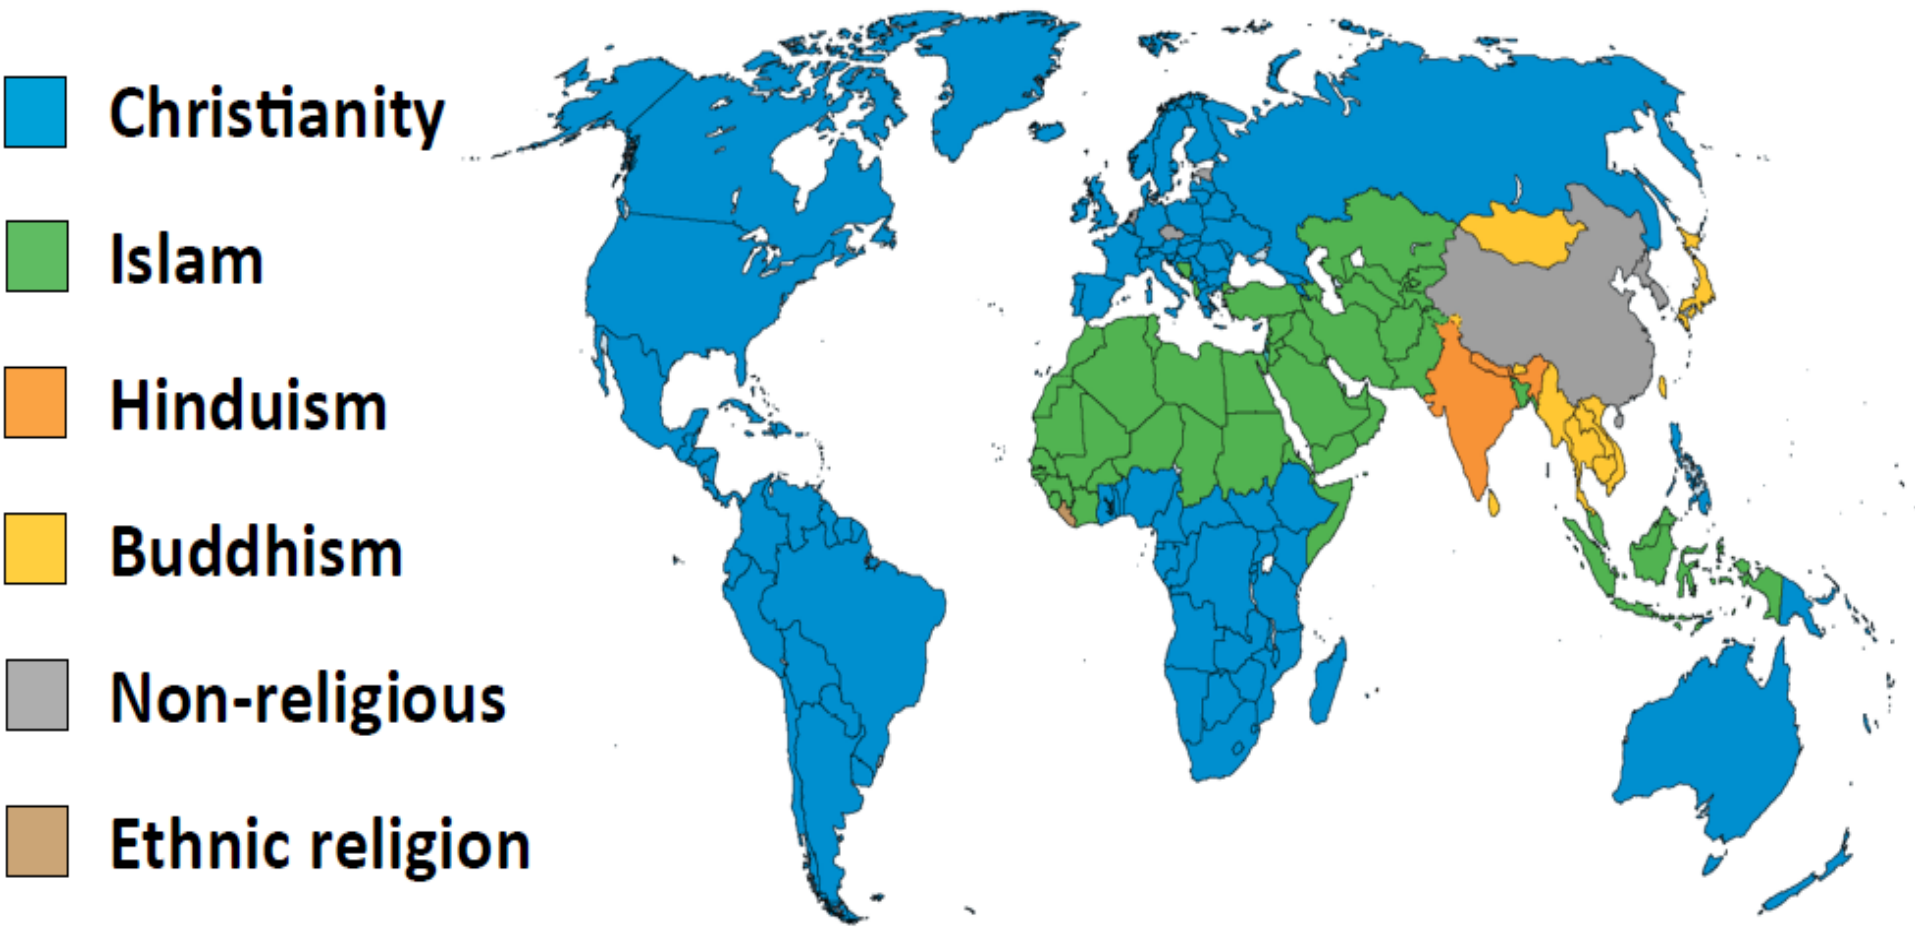 Christianity
Islam
Hinduism
Buddhism
Non-religious
Ethnic religion